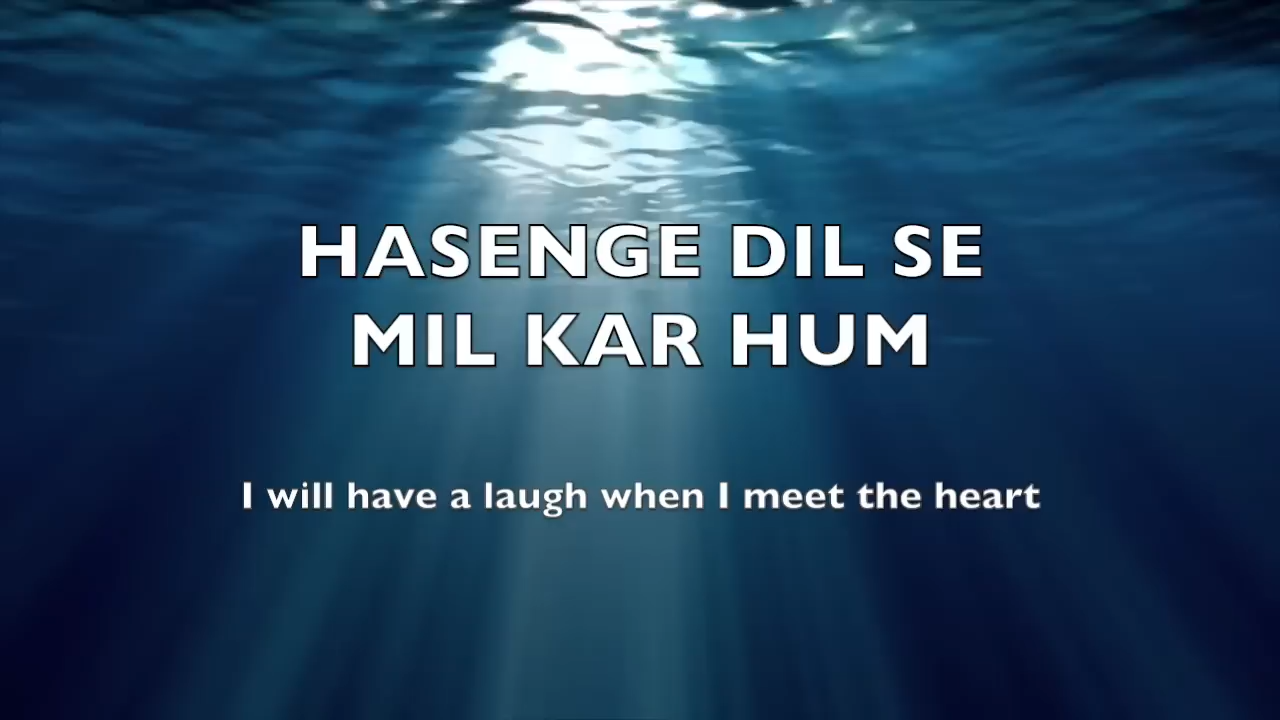 HASENGE DIL SE
MIL KAR HUM
I will have a laugh when I meet the heart